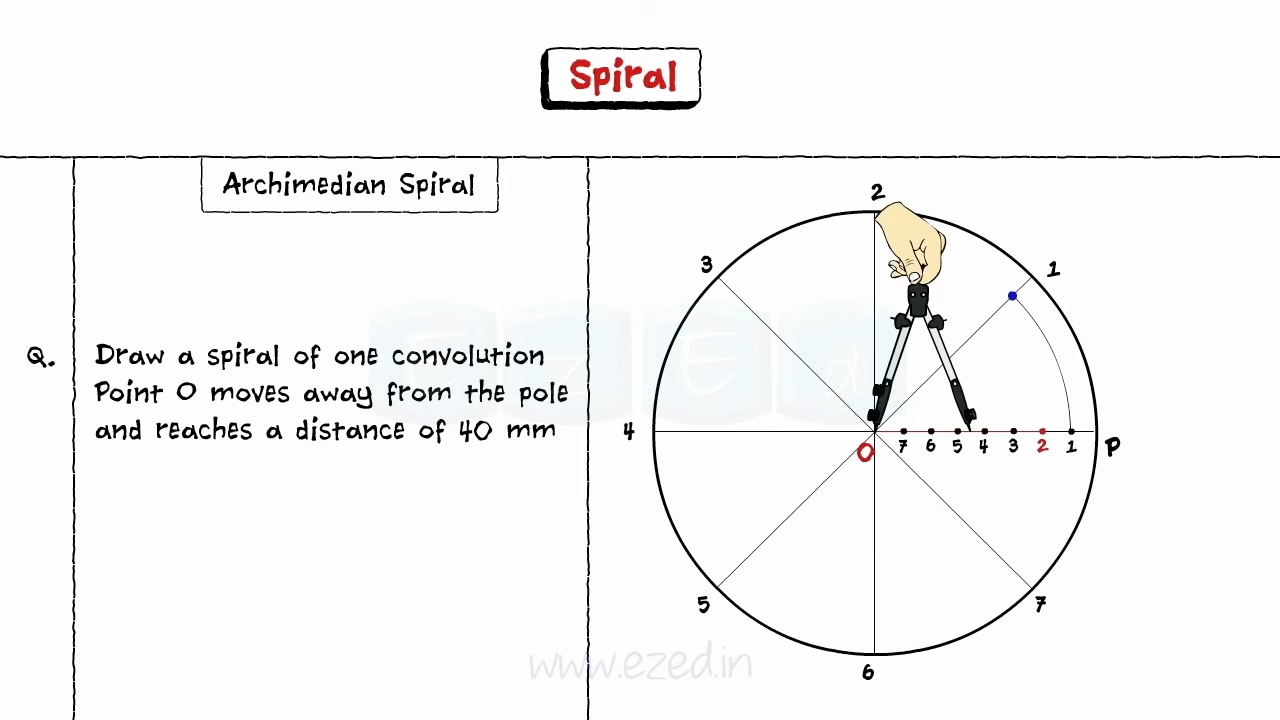 Spiral
Archimedian Spiral
Q. Draw a spiral of one convolution
Point O moves away from the pole
and reaches a distance of 40 mm
2
3
1
4
O
7 6 5 4 3 2 1
P
5
7
6
ezEd
www.ezed.in